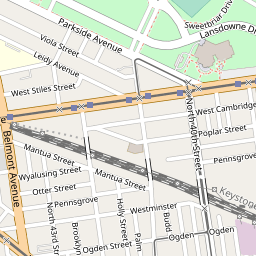 Sweetbriar Drive
Lansdowne Dr
Parkside Avenue
Viola Street
Leidy Avenue
West Stiles Street
North 40th Street
West Cambridge
Poplar Street
Belmont Avenue
Mantua Street
Pennsgrove
Wyalusing Street
Mantua Street
Otter Street
a Keystone
Pennsgrove
Westminster
North 43rd Street
Brooklyn
Holly Street
Palm
Budd
Ogden
Ogden Street
Ogden